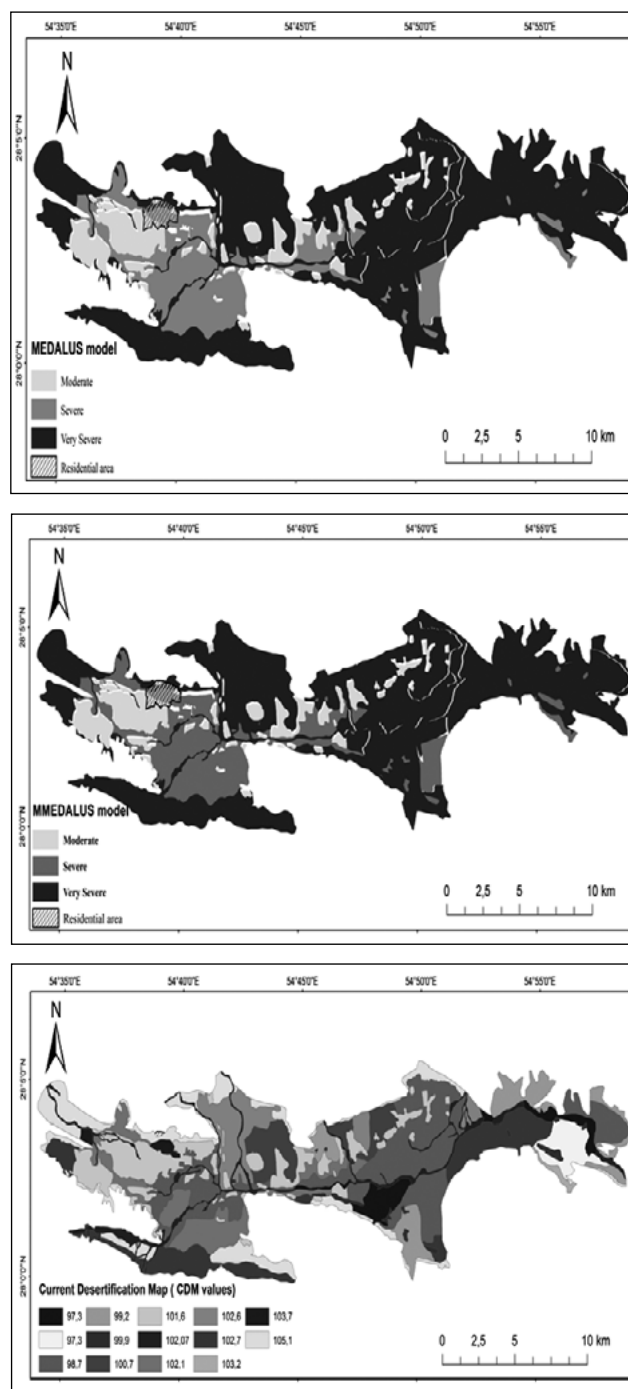 54°35'0"E 54°40'0"E 54°45'0"E 54°50'0"E 54°55'0"E
N
28°5'0"N
28°0'0"N
MEDALUS model
Moderate
Severe
Very Severe
Residential area
0 2,5 5 10 km
54°35'0"E 54°40'0"E 54°45'0"E 54°50'0"E 54°55'0"E
N
28°5'0"N
28°0'0"N
MMEDALUS model
Moderate
Severe
Very Severe
Residential area
0 2,5 5 10 km
54°35'0"E 54°40'0"E 54°45'0"E 54°50'0"E 54°55'0"E
N
28°5'0"N
28°0'0"N
Current Desertification Map ( CDM values)
97,3 99,2 101,6 102,6 103,7
97,3 99,9 102,07 102,7 105,1
98,7 100,7 102.1 103.2
0 2,5 5 10 km